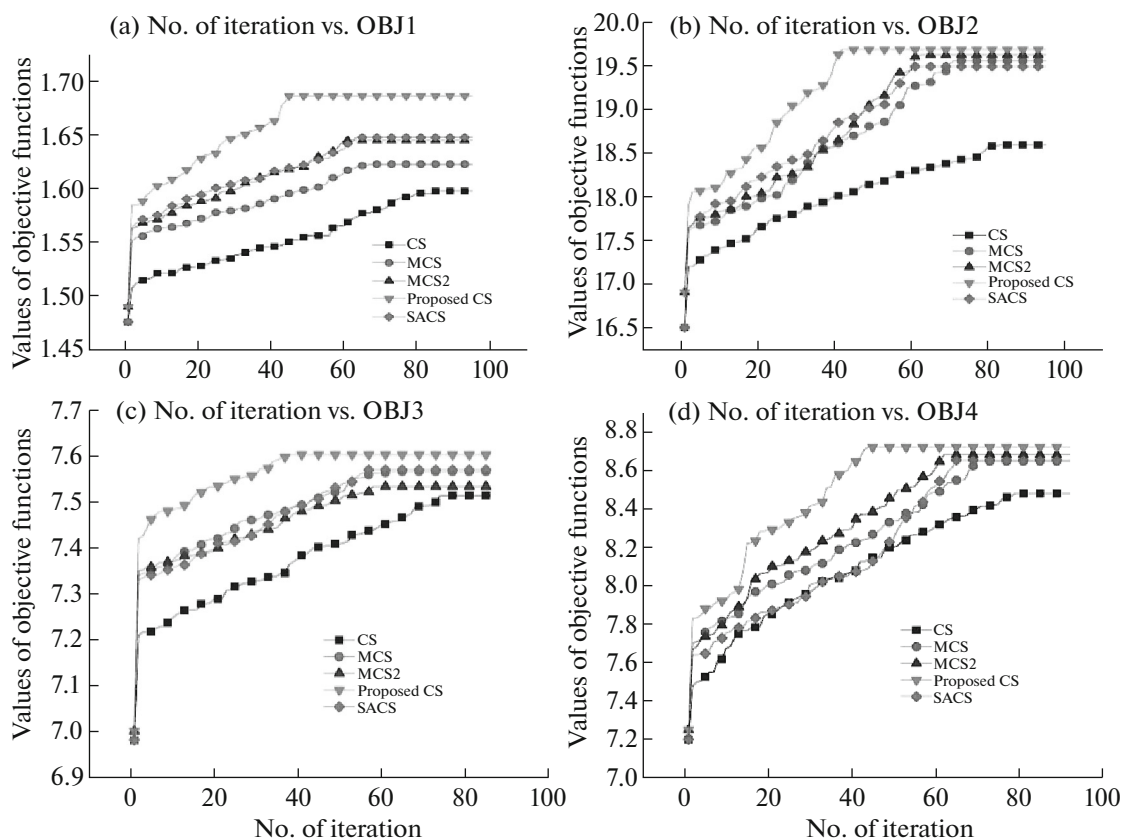 (a) No. of iteration vs. OBJ1
Values of objective functions
1.70
1.65
1.60
1.55
1.50
1.45
0
20
40
60
80
100
CS
MCS
MCS2
Proposed CS
SACS
(b) No. of iteration vs. OBJ2
Values of objective functions
20.0
19.5
19.0
18.5
18.0
17.5
17.0
16.5
0
20
40
60
80
100
CS
MCS
MCS2
Proposed CS
SACS
(c) No. of iteration vs. OBJ3
Values of objective functions
7.7
7.6
7.5
7.4
7.3
7.2
7.1
7.0
6.9
0
20
40
60
80
100
No. of iteration
CS
MCS
MCS2
Proposed CS
SACS
(d) No. of iteration vs. OBJ4
Values of objective functions
8.8
8.6
8.4
8.2
8.0
7.8
7.6
7.4
7.2
7.0
0
20
40
60
80
100
No. of iteration
CS
MCS
MCS2
Proposed CS
SACS